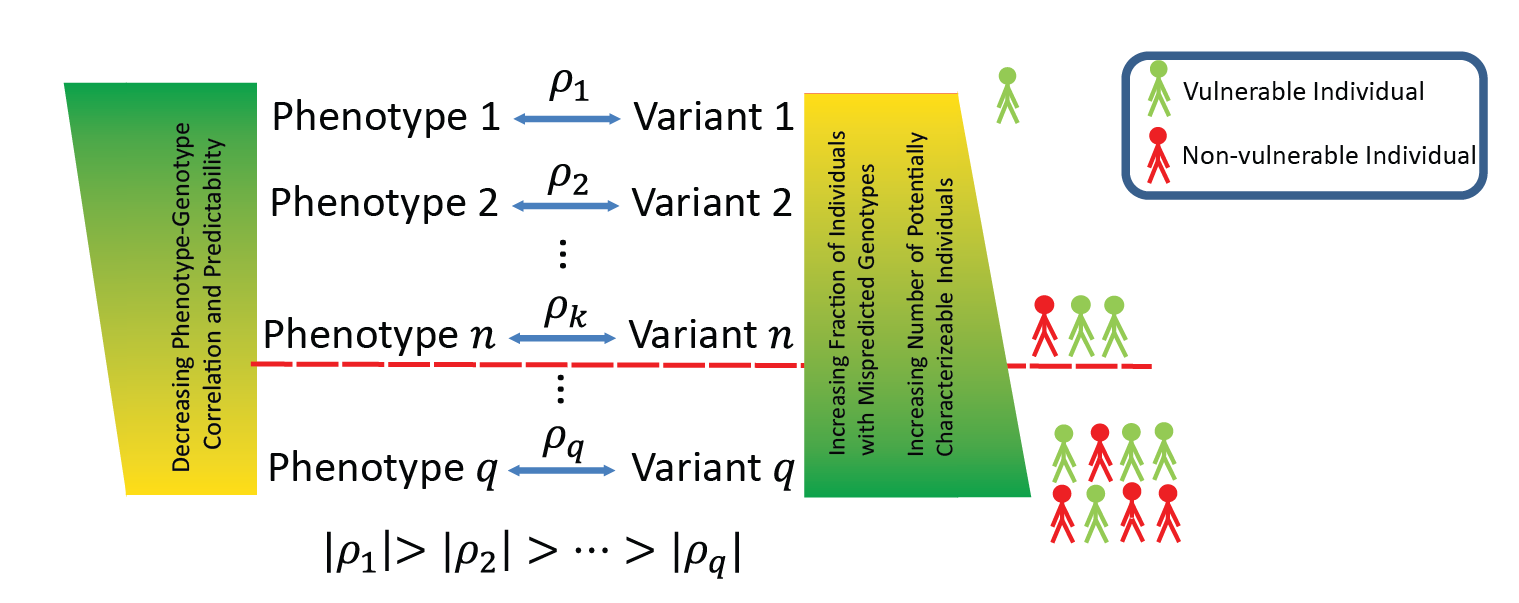 Phenotype 1
ρ1
Variant 1
Phenotype 2
ρ2
Variant 2
⋮
Phenotype n
ρk
Variant n
⋮
Phenotype q
ρq
Variant q
|ρ1|> |ρ2| > ⋯ > |ρq|
Decreasing Phenotype-Genotype
Correlation and Predictability
Increasing Fraction of Individuals
with Mispredicted Genotypes
Increasing Number of Potentially
Characterizeable Individuals
Vulnerable Individual
Non-vulnerable Individual